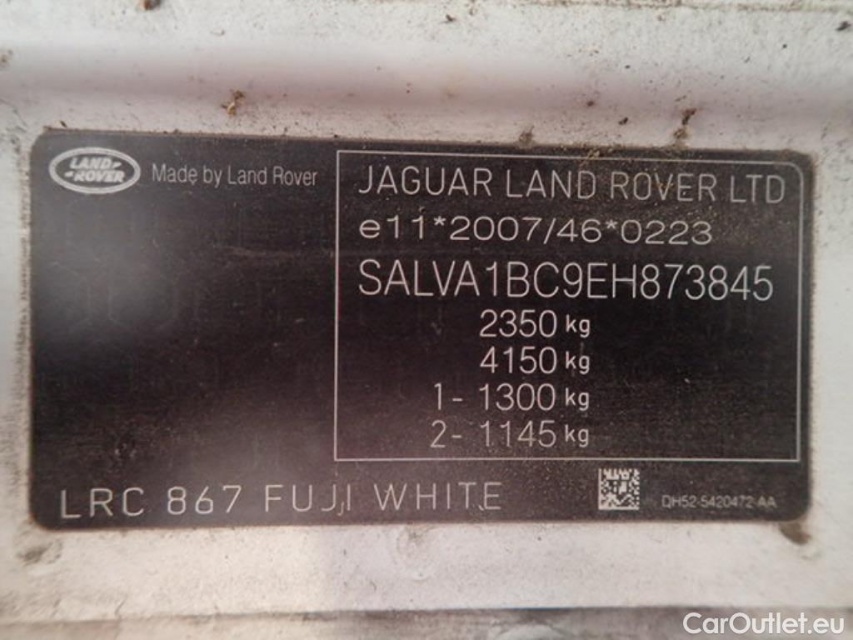 LAND-
-ROVER
Made by Land Rover
JAGUAR LAND ROVER LTD
e11*2007/46*0223
SALVA1BC9EH873845
2350 kg
4150 kg
1- 1300 kg
2- 1145 kg
LRC 867 FUJI WHITE
DH52-5420472-AA
CarOutlet.eu